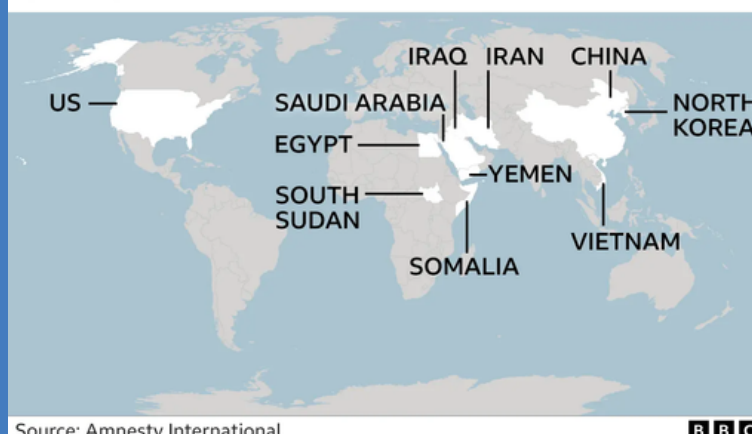 IRAQ IRAN CHINA
US SAUDI ARABIA NORTH
KOREA
EGYPT
YEMEN
SOUTH
SUDAN
VIETNAM
SOMALIA
Source: Amnesty International BBC